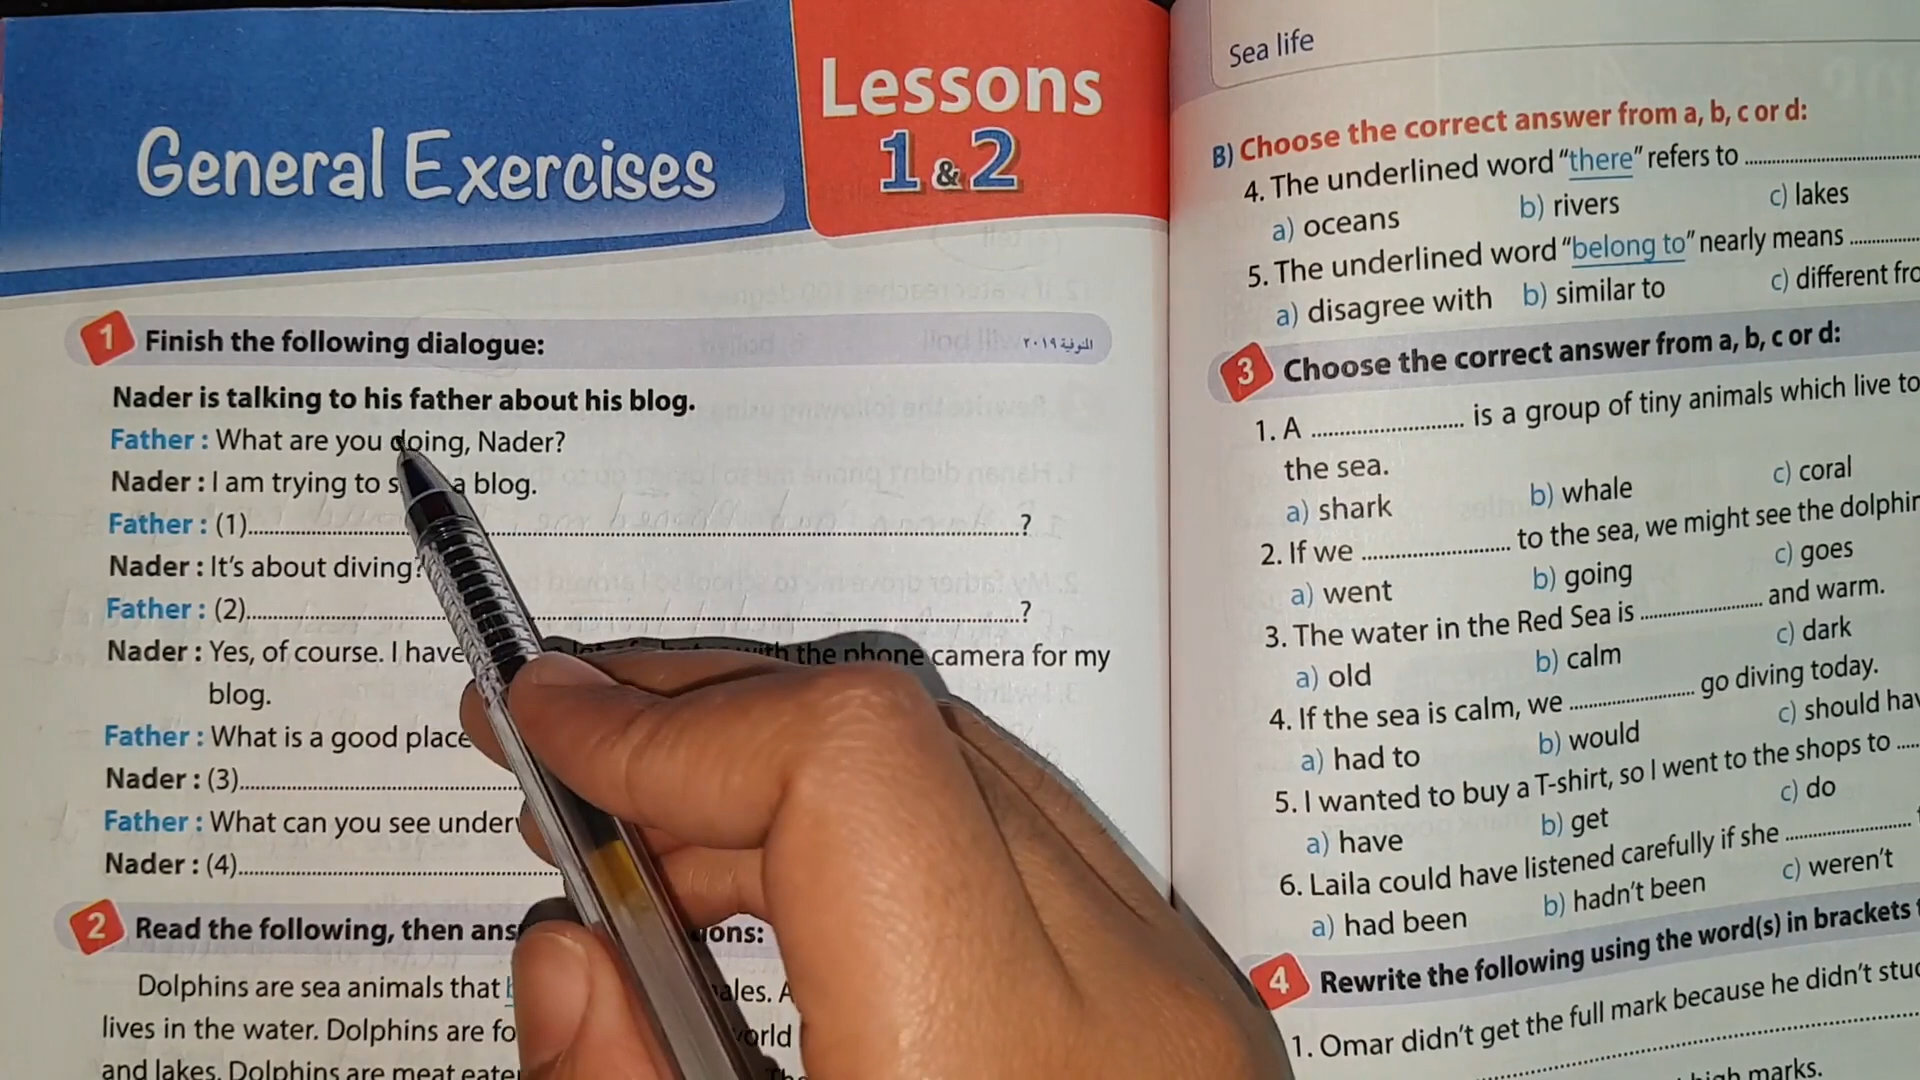 General Exercises
Lessons
1 & 2
1 Finish the following dialogue:
المنوفية ٢٠١٩
Nader is talking to his father about his blog.
Father : What are you doing, Nader?
Nader : I am trying to a blog.
Father : (1)..............................?
Nader : It's about diving?
Father : (2)..............................?
Nader : Yes, of course. I have with the phone camera for my
blog.
Father : What is a good place
Nader : (3)..............................
Father : What can you see
Nader : (4)..............................
2 Read the following, then
Dolphins are sea animals that
lives in the water. Dolphins are
and lakes. Dolphins are meat
Sea life
B) Choose the correct answer from a, b, c or d:
4. The underlined word "there" refers to ..............................
a) oceans b) rivers c) lakes
5. The underlined word "belong to" nearly means ...............
a) disagree with b) similar to c) different
3 Choose the correct answer from a, b, c or d:
1. A .............................. is a group of tiny animals which live
the sea.
a) shark b) whale c) coral
2. If we .............................. to the sea, we might see the
a) went b) going c) goes
3. The water in the Red Sea is .............................. and warm.
a) old b) calm c) dark
4. If the sea is calm, we .............................. go diving today.
a) had to b) would c) should
5. I wanted to buy a T-shirt, so I went to the shops to .....
a) have b) get c) do
6. Laila could have listened carefully if she ..............................
a) had been b) hadn't been c) weren't
4 Rewrite the following using the word(s) in brackets
1. Omar didn't get the full mark because he didn't
marks.